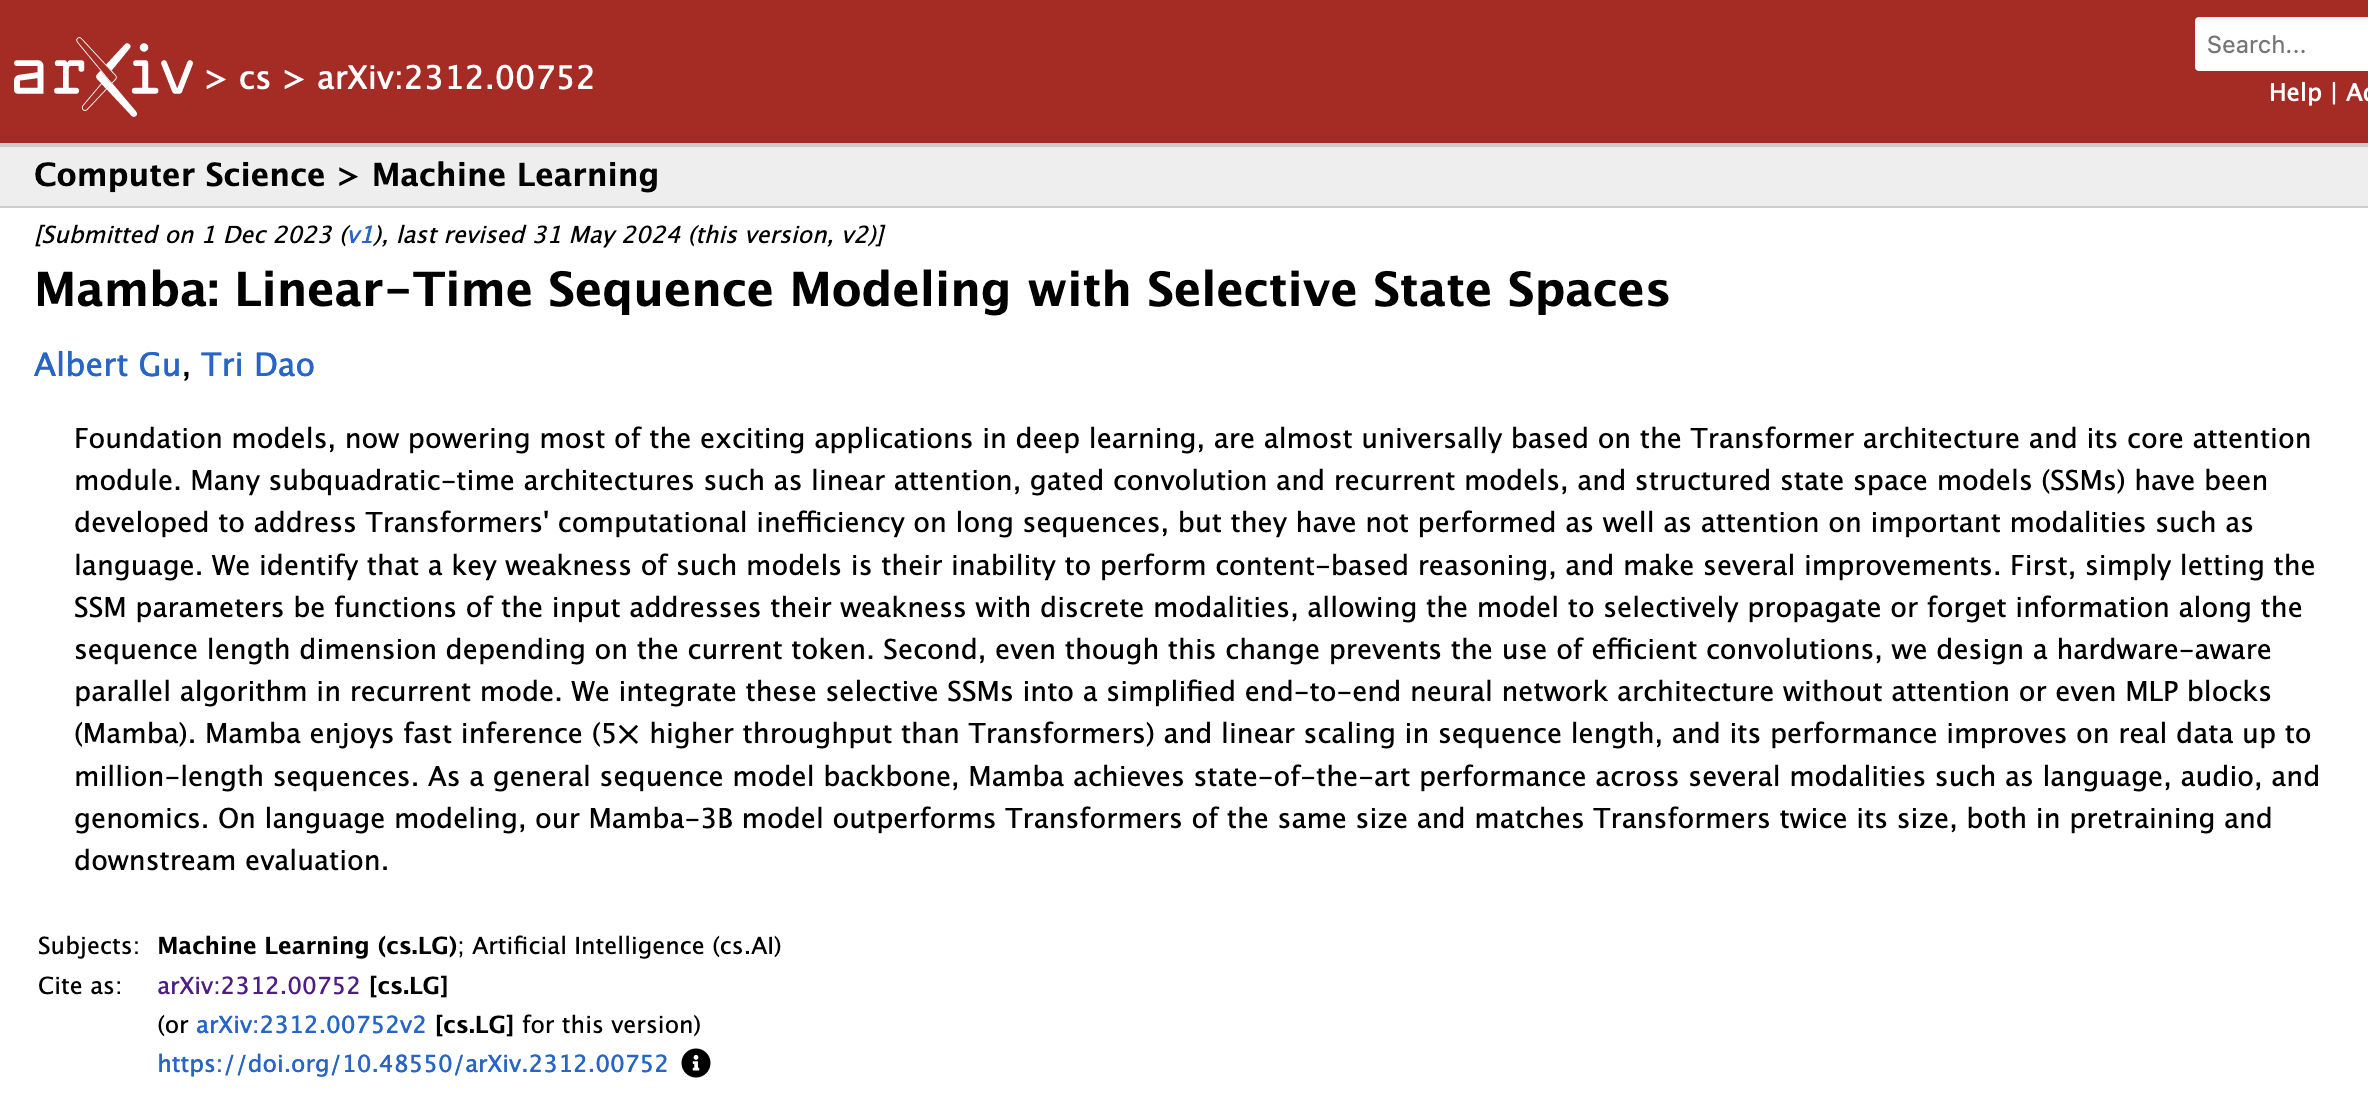 arXiv > cs > arXiv:2312.00752
Search...
Help |
Computer Science > Machine Learning
[Submitted on 1 Dec 2023 (v1), last revised 31 May 2024 (this version, v2)]
Mamba: Linear-Time Sequence Modeling with Selective State Spaces
Albert Gu, Tri Dao
Foundation models, now powering most of the exciting applications in deep learning, are almost universally based on the Transformer architecture and its core attention
module. Many subquadratic-time architectures such as linear attention, gated convolution and recurrent models, and structured state space models (SSMs) have been
developed to address Transformers' computational inefficiency on long sequences, but they have not performed as well as attention on important modalities such as
language. We identify that a key weakness of such models is their inability to perform content-based reasoning, and make several improvements. First, simply letting the
SSM parameters be functions of the input addresses their weakness with discrete modalities, allowing the model to selectively propagate or forget information along the
sequence length dimension depending on the current token. Second, even though this change prevents the use of efficient convolutions, we design a hardware-aware
parallel algorithm in recurrent mode. We integrate these selective SSMs into a simplified end-to-end neural network architecture without attention or even MLP blocks
(Mamba). Mamba enjoys fast inference (5× higher throughput than Transformers) and linear scaling in sequence length, and its performance improves on real data up to
million-length sequences. As a general sequence model backbone, Mamba achieves state-of-the-art performance across several modalities such as language, audio, and
genomics. On language modeling, our Mamba-3B model outperforms Transformers of the same size and matches Transformers twice its size, both in pretraining and
downstream evaluation.
Subjects: Machine Learning (cs.LG); Artificial Intelligence (cs.AI)
Cite as: arXiv:2312.00752 [cs.LG]
(or arXiv:2312.00752v2 [cs.LG] for this version)
https://doi.org/10.48550/arXiv.2312.00752